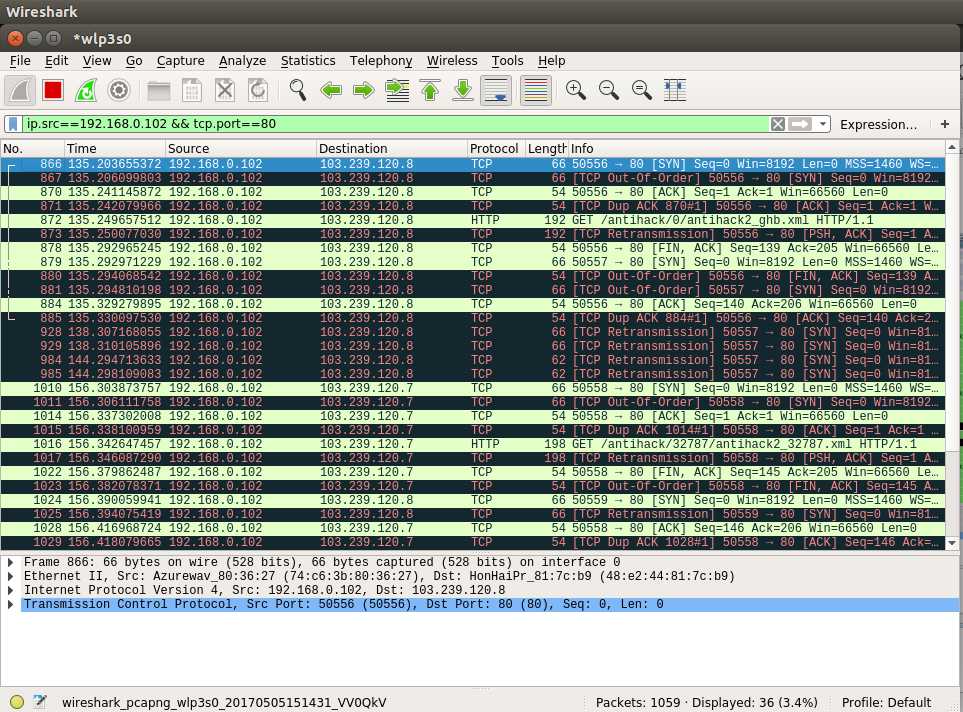 Wireshark
*wlp3s0
File Edit View Go Capture Analyze Statistics Telephony Wireless Tools Help
ip.src==192.168.0.102 && tcp.port==80 Expression... +
No. Time Source Destination Protocol Length Info
866 135.203655372 192.168.0.102 103.239.120.8 TCP 66 50556 → 80 [SYN] Seq=0 Win=8192 Len=0 MSS=1460 WS=…
867 135.206099803 192.168.0.102 103.239.120.8 TCP 66 [TCP Out-Of-Order] 50556 → 80 [SYN] Seq=0 Win=8192…
870 135.241145872 192.168.0.102 103.239.120.8 TCP 54 50556 → 80 [ACK] Seq=1 Ack=1 Win=66560 Len=0
871 135.242079966 192.168.0.102 103.239.120.8 TCP 54 [TCP Dup ACK 870#1] 50556 → 80 [ACK] Seq=1 Ack=1 W…
872 135.249657512 192.168.0.102 103.239.120.8 HTTP 192 GET /antihack/0/antihack2_ghb.xml HTTP/1.1
873 135.250077030 192.168.0.102 103.239.120.8 TCP 192 [TCP Retransmission] 50556 → 80 [PSH, ACK] Seq=1 A…
878 135.292965245 192.168.0.102 103.239.120.8 TCP 54 50556 → 80 [FIN, ACK] Seq=139 Ack=205 Win=66560 Le…
879 135.292971229 192.168.0.102 103.239.120.8 TCP 66 50557 → 80 [SYN] Seq=0 Win=8192 Len=0 MSS=1460 WS=…
880 135.294068542 192.168.0.102 103.239.120.8 TCP 54 [TCP Out-Of-Order] 50556 → 80 [FIN, ACK] Seq=139 A…
881 135.294810198 192.168.0.102 103.239.120.8 TCP 66 [TCP Out-Of-Order] 50557 → 80 [SYN] Seq=0 Win=8192…
884 135.329279895 192.168.0.102 103.239.120.8 TCP 54 50556 → 80 [ACK] Seq=140 Ack=206 Win=66560 Len=0
885 135.330097530 192.168.0.102 103.239.120.8 TCP 54 [TCP Dup ACK 884#1] 50556 → 80 [ACK] Seq=140 Ack=2…
928 138.307168055 192.168.0.102 103.239.120.8 TCP 66 [TCP Retransmission] 50557 → 80 [SYN] Seq=0 Win=81…
929 138.310105896 192.168.0.102 103.239.120.8 TCP 66 [TCP Retransmission] 50557 → 80 [SYN] Seq=0 Win=81…
984 144.294713633 192.168.0.102 103.239.120.8 TCP 62 [TCP Retransmission] 50557 → 80 [SYN] Seq=0 Win=81…
985 144.298109083 192.168.0.102 103.239.120.8 TCP 62 [TCP Retransmission] 50557 → 80 [SYN] Seq=0 Win=81…
1010 156.303873757 192.168.0.102 103.239.120.7 TCP 66 50558 → 80 [SYN] Seq=0 Win=8192 Len=0 MSS=1460 WS=…
1011 156.306111758 192.168.0.102 103.239.120.7 TCP 66 [TCP Out-Of-Order] 50558 → 80 [SYN] Seq=0 Win=8192…
1014 156.337302008 192.168.0.102 103.239.120.7 TCP 54 50558 → 80 [ACK] Seq=1 Ack=1 Win=66560 Len=0
1015 156.338100959 192.168.0.102 103.239.120.7 TCP 54 [TCP Dup ACK 1014#1] 50558 → 80 [ACK] Seq=1 Ack=1 …
1016 156.342647457 192.168.0.102 103.239.120.7 HTTP 198 GET /antihack/32787/antihack2_32787.xml HTTP/1.1
1017 156.346087290 192.168.0.102 103.239.120.7 TCP 198 [TCP Retransmission] 50558 → 80 [PSH, ACK] Seq=1 A…
1022 156.379862487 192.168.0.102 103.239.120.7 TCP 54 50558 → 80 [FIN, ACK] Seq=145 Ack=205 Win=66560 Le…
1023 156.382078371 192.168.0.102 103.239.120.7 TCP 54 [TCP Out-Of-Order] 50558 → 80 [FIN, ACK] Seq=145 A…
1024 156.390059941 192.168.0.102 103.239.120.8 TCP 66 50559 → 80 [SYN] Seq=0 Win=8192 Len=0 MSS=1460 WS=…
1025 156.394075419 192.168.0.102 103.239.120.8 TCP 66 [TCP Out-Of-Order] 50559 → 80 [SYN] Seq=0 Win=81…
1028 156.416968724 192.168.0.102 103.239.120.7 TCP 54 50558 → 80 [ACK] Seq=146 Ack=206 Win=66560 Len=0
1029 156.418079665 192.168.0.102 103.239.120.7 TCP 54 [TCP Dup ACK 1028#1] 50558 → 80 [ACK] Seq=146 Ack=…
Frame 866: 66 bytes on wire (528 bits), 66 bytes captured (528 bits) on interface 0
Ethernet II, Src: Azurewav_80:36:27 (74:c6:3b:80:36:27), Dst: HonHaiPr_81:7c:b9 (48:e2:44:81:7c:b9)
Internet Protocol Version 4, Src: 192.168.0.102, Dst: 103.239.120.8
Transmission Control Protocol, Src Port: 50556 (50556), Dst Port: 80 (80), Seq: 0, Len: 0
wireshark_pcapng_wlp3s0_20170505151431_VV0QkV Packets: 1059 · Displayed: 36 (3.4%) Profile: Default